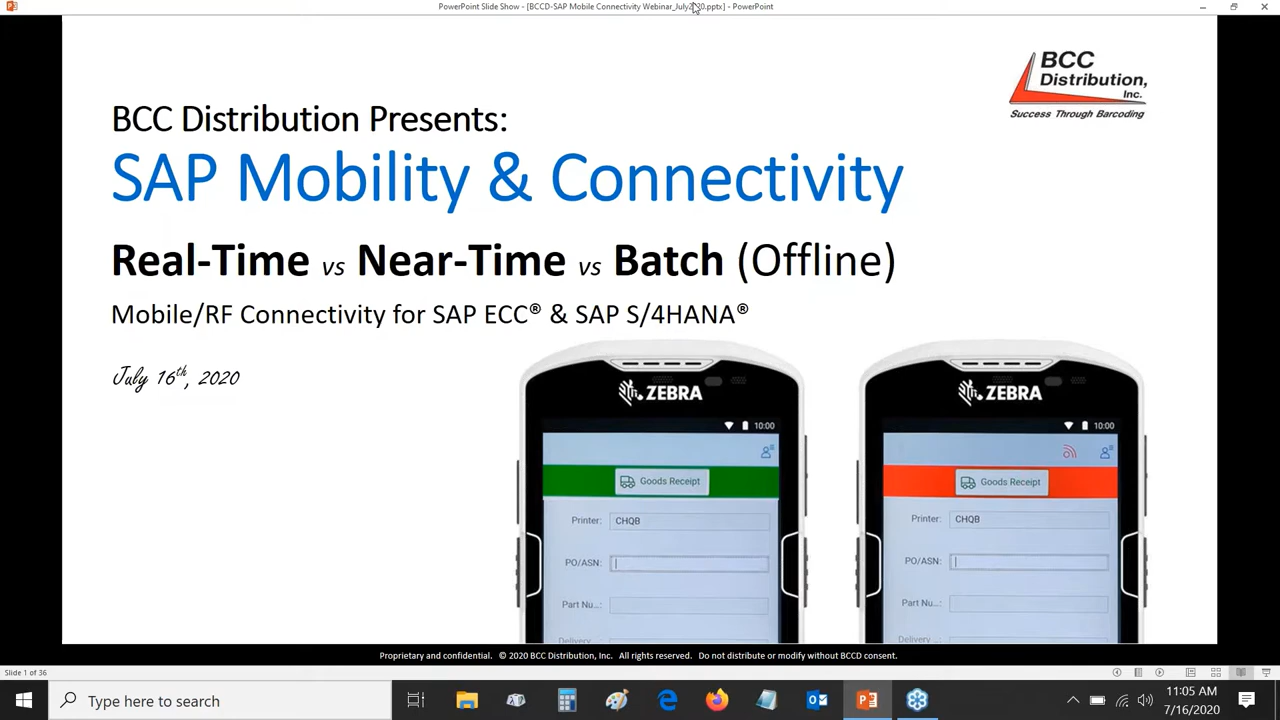 PowerPoint Slide Show - [BCCD-SAP Mobile Connectivity Webinar_July2020.pptx] - PowerPoint
BCC
Distribution,
Inc.
Success Through Barcoding
BCC Distribution Presents:
SAP Mobility & Connectivity
Real-Time vs Near-Time vs Batch (Offline)
Mobile/RF Connectivity for SAP ECC® & SAP S/4HANA®
July 16th, 2020
ZEBRA
10:00
Goods Receipt
Printer: CHQB
PO/ASN:
Part Nu...:
Delivery
ZEBRA
10:00
Goods Receipt
Printer: CHQB
PO/ASN:
Part Nu...:
Delivery
Proprietary and confidential. © 2020 BCC Distribution, Inc. All rights reserved. Do not distribute or modify without BCCD consent.
Slide 1 of 36
Type here to search
11:05 AM
7/16/2020